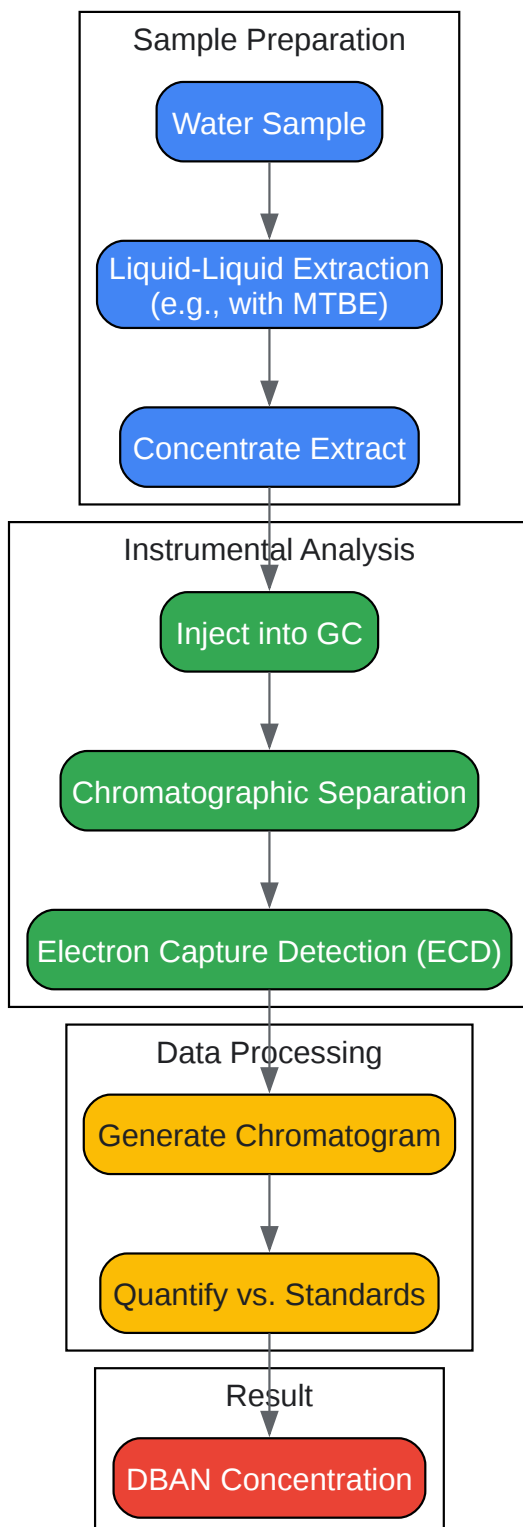 Sample Preparation
Water Sample
Liquid-Liquid Extraction
(e.g., with MTBE)
Concentrate Extract
Instrumental Analysis
Inject into GC
Chromatographic Separation
Electron Capture Detection (ECD)
Data Processing
Generate Chromatogram
Quantify vs. Standards
Result
DBAN Concentration